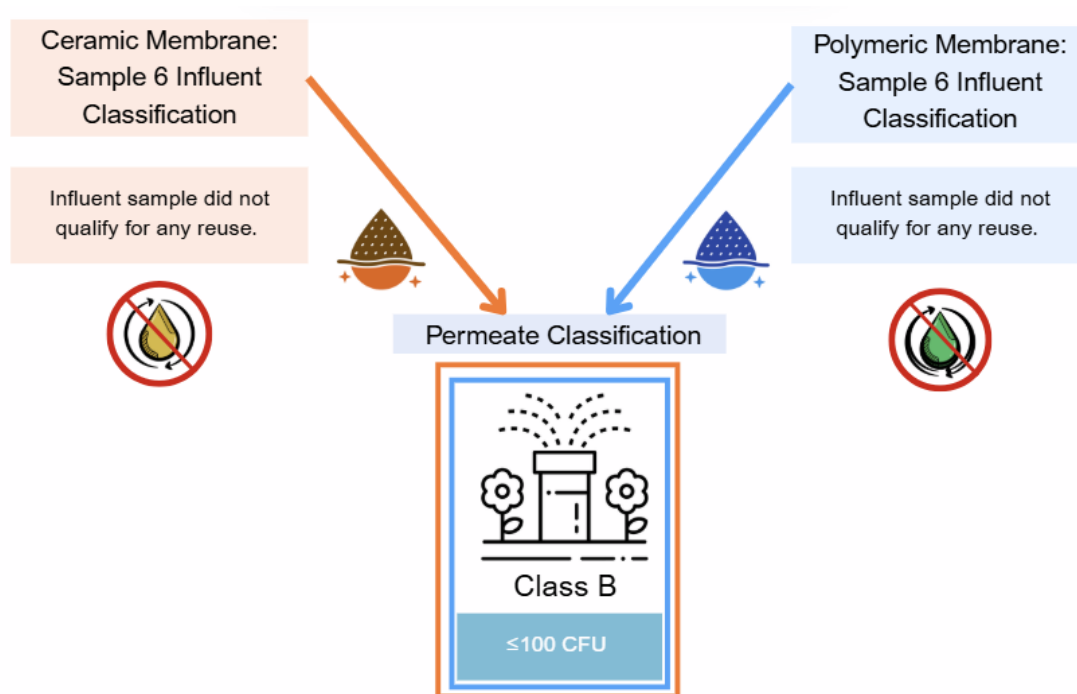 Ceramic Membrane:
Sample 6 Influent
Classification
Influent sample did not
qualify for any reuse.
Polymeric Membrane:
Sample 6 Influent
Classification
Influent sample did not
qualify for any reuse.
Permeate Classification
Class B
≤100 CFU